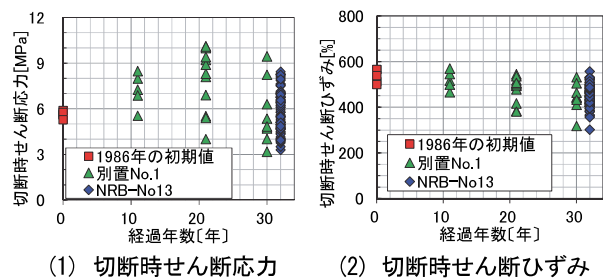 切断時せん断応力[MPa]
12
9
6
3
0
0
10
20
30
経過年数〔年〕
1986年の初期値
別置No.1
NRB-No13
(1) 切断時せん断応力
切断時せん断ひずみ[%]
800
600
400
200
0
0
10
20
30
経過年数〔年〕
1986年の初期値
別置No.1
NRB-No13
(2) 切断時せん断ひずみ